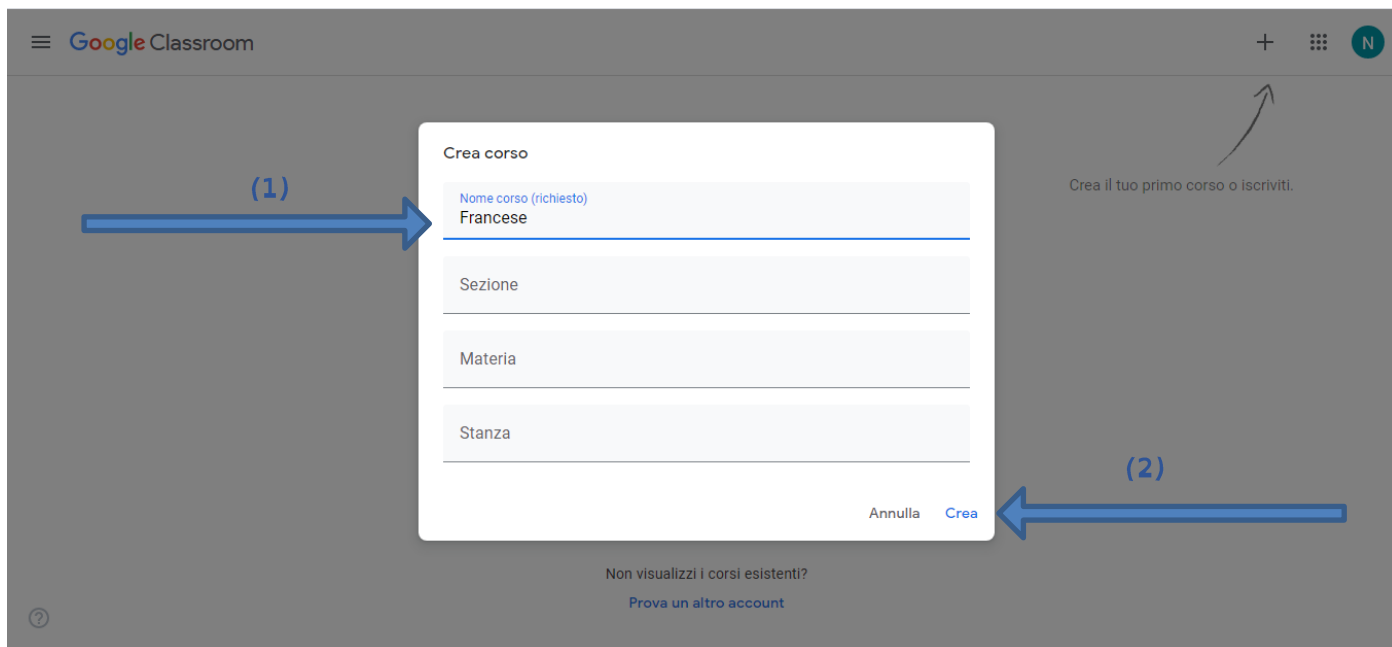 Google Classroom
N
Crea il tuo primo corso o iscriviti.
Crea corso
(1)
Nome corso (richiesto)
Francese
Sezione
Materia
Stanza
(2)
Annulla Crea
Non visualizzi i corsi esistenti?
Prova un altro account
?